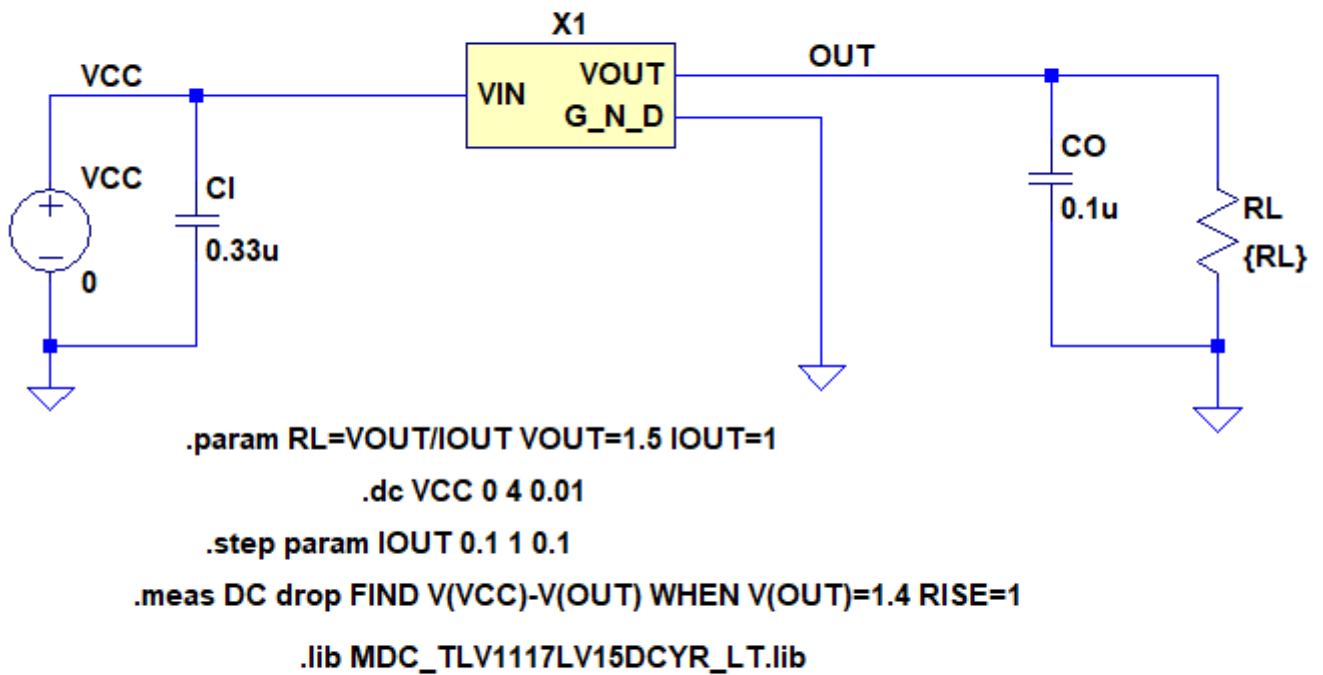 X1
VCC
VIN
VOUT
G_N_D
OUT
VCC
0
CI
0.33u
CO
0.1u
RL
{RL}
.param RL=VOUT/IOUT VOUT=1.5 IOUT=1
.dc VCC 0 4 0.01
.step param IOUT 0.1 1 0.1
.meas DC drop FIND V(VCC)-V(OUT) WHEN V(OUT)=1.4 RISE=1
.lib MDC_TLV1117LV15DCYR_LT.lib